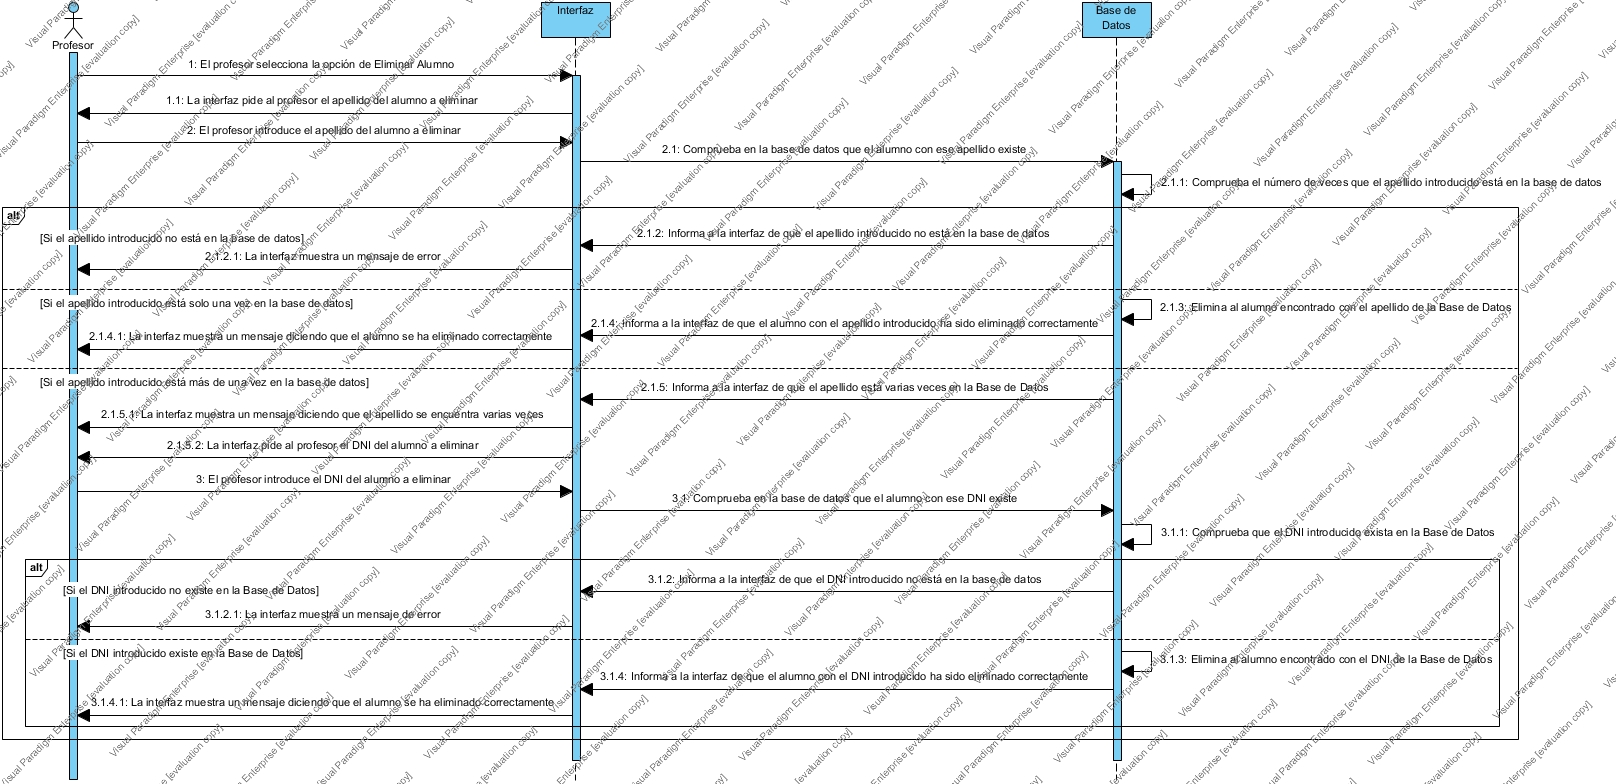 Profesor
Interfaz
Base de
Datos
1: El profesor selecciona la opción de Eliminar Alumno
1.1: La interfaz pide al profesor el apellido del alumno a eliminar
2: El profesor introduce el apellido del alumno a eliminar
2.1: Comprueba en la base de datos que el alumno con ese apellido existe
2.1.1: Comprueba el número de veces que el apellido introducido está en la base de datos
alt
[Si el apellido introducido no está en la base de datos]
2.1.2: Informa a la interfaz de que el apellido introducido no está en la base de datos
2.1.2.1: La interfaz muestra un mensaje de error
[Si el apellido introducido está solo una vez en la base de datos]
2.1.3: Elimina al alumno encontrado con el apellido de la Base de Datos
2.1.4: Informa a la interfaz de que el alumno con el apellido introducido ha sido eliminado correctamente
2.1.4.1: La interfaz muestra un mensaje diciendo que el alumno se ha eliminado correctamente
[Si el apellido introducido está más de una vez en la base de datos]
2.1.5: Informa a la interfaz de que el apellido está varias veces en la Base de Datos
2.1.5.1: La interfaz muestra un mensaje diciendo que el apellido se encuentra varias veces
2.1.5.2: La interfaz pide al profesor el DNI del alumno a eliminar
3: El profesor introduce el DNI del alumno a eliminar
3.1: Comprueba en la base de datos que el alumno con ese DNI existe
3.1.1: Comprueba que el DNI introducido exista en la Base de Datos
alt
[Si el DNI introducido no existe en la Base de Datos]
3.1.2: Informa a la interfaz de que el DNI introducido no está en la base de datos
3.1.2.1: La interfaz muestra un mensaje de error
[Si el DNI introducido existe en la Base de Datos]
3.1.3: Elimina al alumno encontrado con el DNI de la Base de Datos
3.1.4: Informa a la interfaz de que el alumno con el DNI introducido ha sido eliminado correctamente
3.1.4.1: La interfaz muestra un mensaje diciendo que el alumno se ha eliminado correctamente
Visual Paradigm Enterprise [evaluation copy]